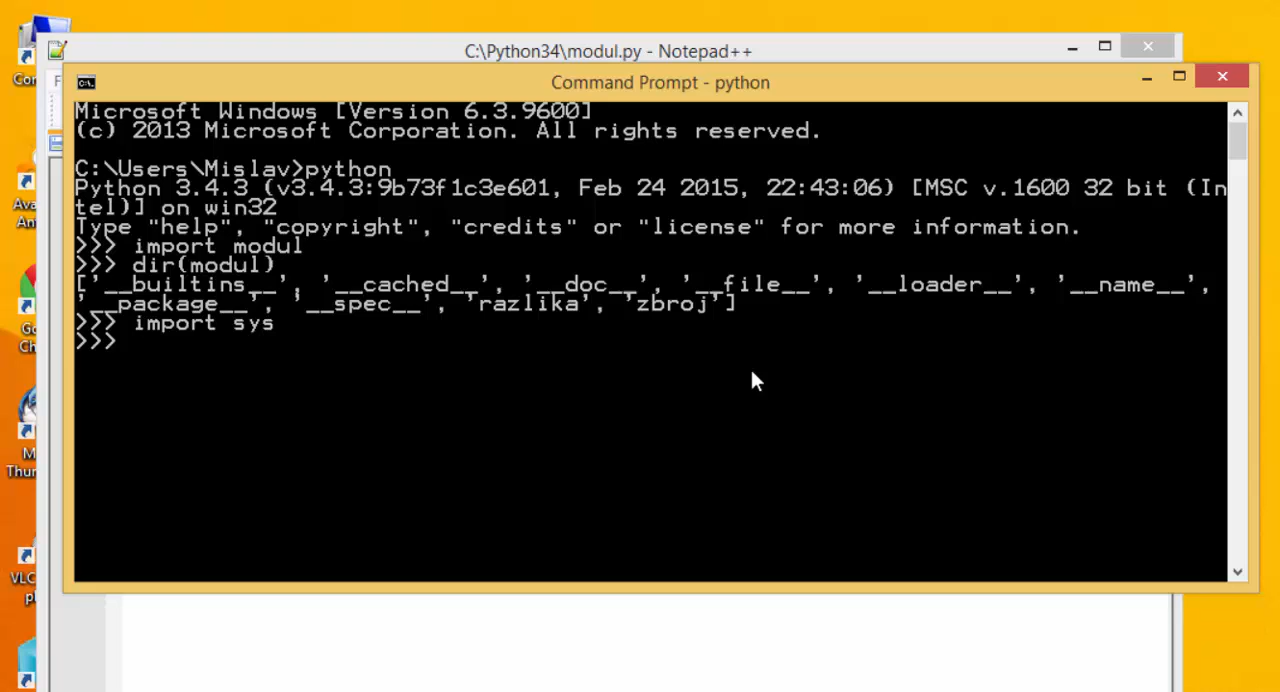 C:\Python34\modul.py - Notepad++
Command Prompt - python
Microsoft Windows [Version 6.3.9600]
(c) 2013 Microsoft Corporation. All rights reserved.
C:\Users\Mislav>python
Python 3.4.3 (v3.4.3:9b73f1c3e601, Feb 24 2015, 22:43:06) [MSC v.1600 32 bit (In
tel)] on win32
Type "help", "copyright", "credits" or "license" for more information.
>>> import modul
>>> dir(modul)
['__builtins__', '__cached__', '__doc__', '__file__', '__loader__', '__name__',
'__package__', '__spec__', 'razlika', 'zbroj']
>>> import sys
>>>